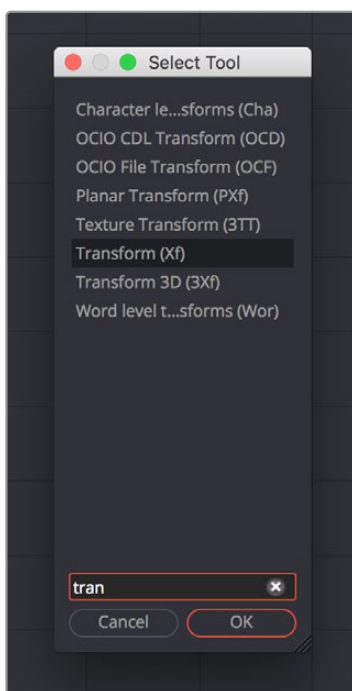 Select Tool
Character le...sforms (Cha)
OCIO CDL Transform (OCD)
OCIO File Transform (OCF)
Planar Transform (PXf)
Texture Transform (3TT)
Transform (Xf)
Transform 3D (3Xf)
Word level t...sforms (Wor)
tran
Cancel OK